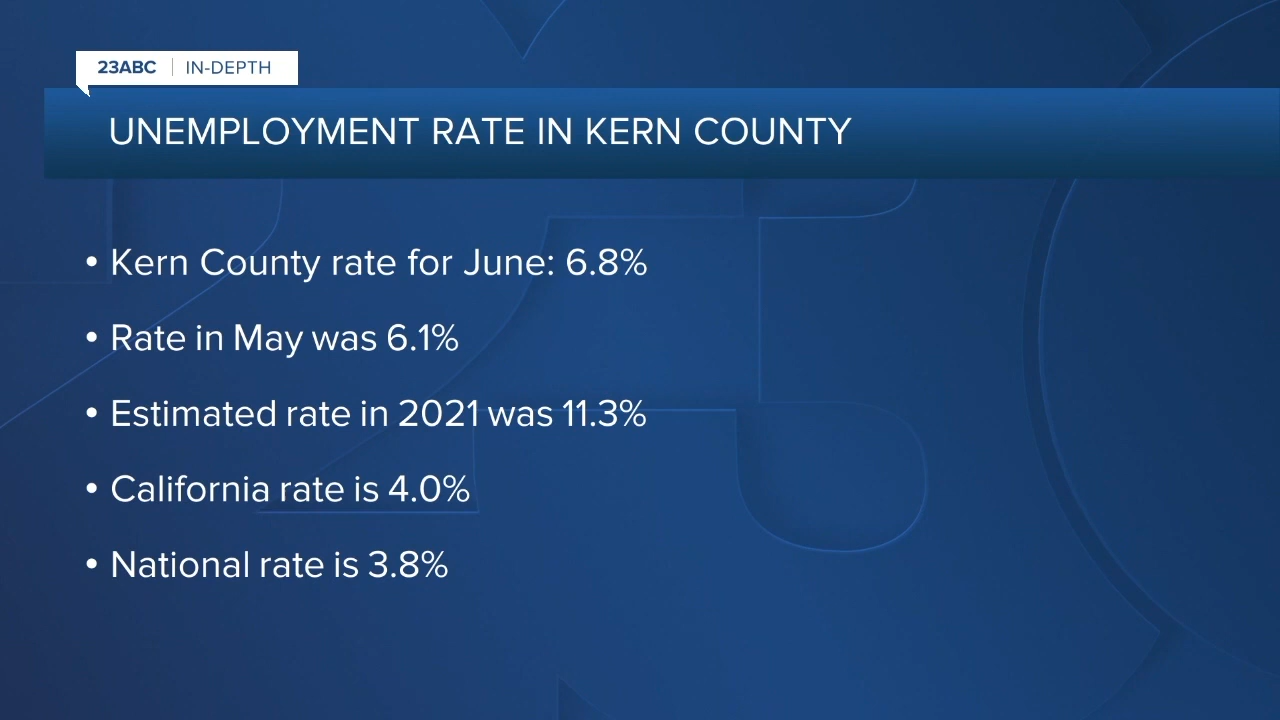 23ABC | IN-DEPTH
UNEMPLOYMENT RATE IN KERN COUNTY
• Kern County rate for June: 6.8%
• Rate in May was 6.1%
• Estimated rate in 2021 was 11.3%
• California rate is 4.0%
• National rate is 3.8%